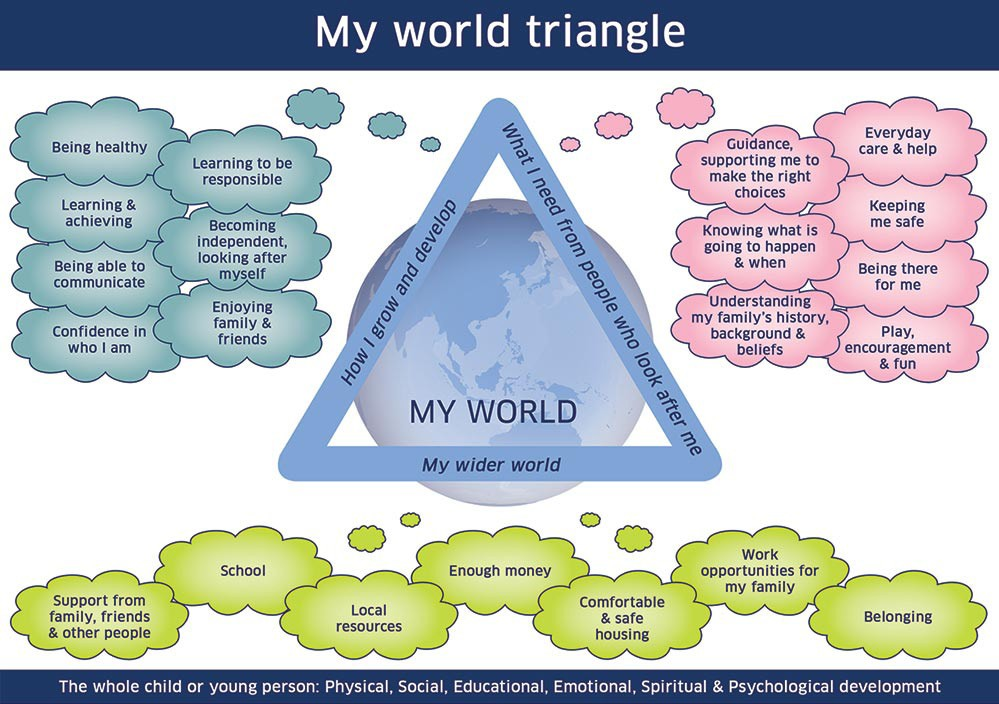 My world triangle
Being healthy
Learning &
achieving
Being able to
communicate
Confidence in
who I am
Learning to be
responsible
Becoming
independent,
looking after
myself
Enjoying
family &
friends
How I grow and develop
What I need from people who look after me
My wider world
MY WORLD
Guidance,
supporting me to
make the right
choices
Knowing what is
going to happen
& when
Understanding
my family's history,
background &
beliefs
Everyday
care & help
Keeping
me safe
Being there
for me
Play,
encouragement
& fun
Support from
family, friends
& other people
School
Local
resources
Enough money
Comfortable
& safe
housing
Work
opportunities for
my family
Belonging
The whole child or young person: Physical, Social, Educational, Emotional, Spiritual & Psychological development